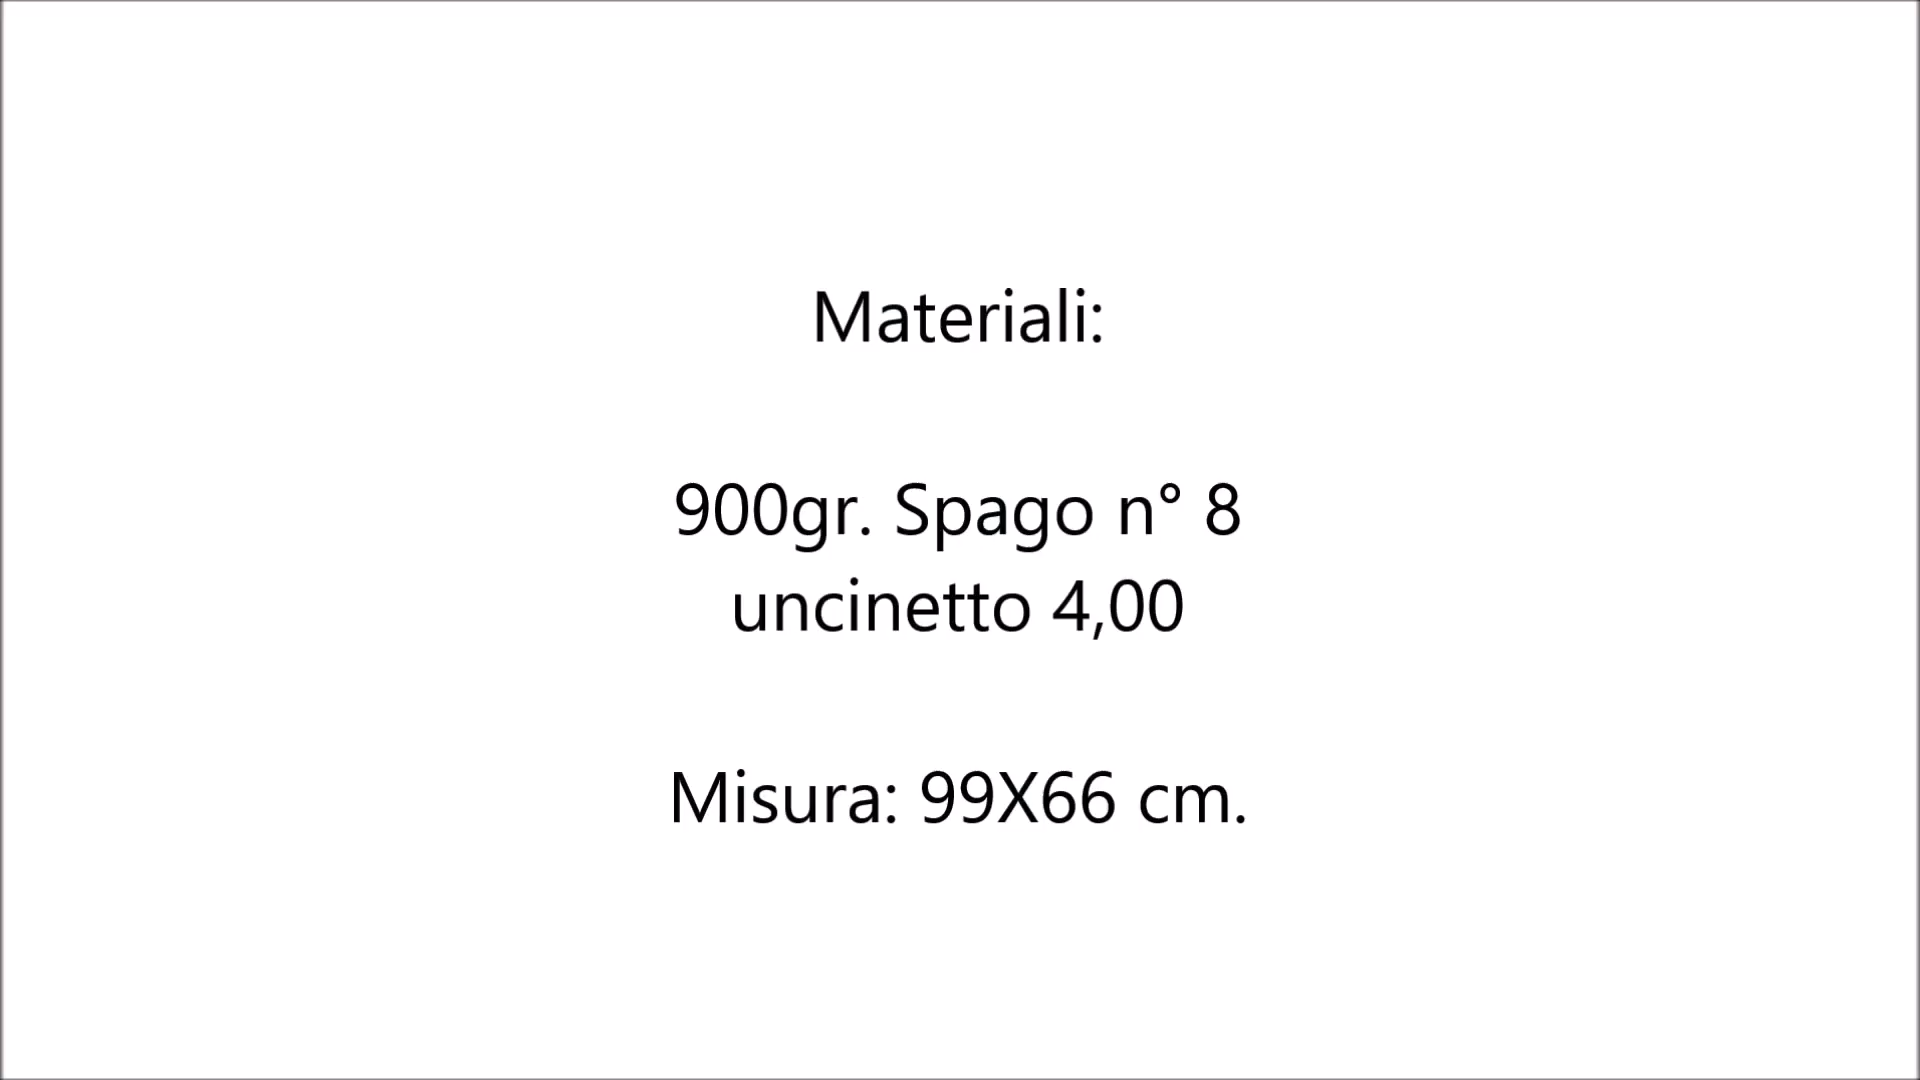 Materiali:
900gr. Spago n° 8
uncinetto 4,00
Misura: 99X66 cm.